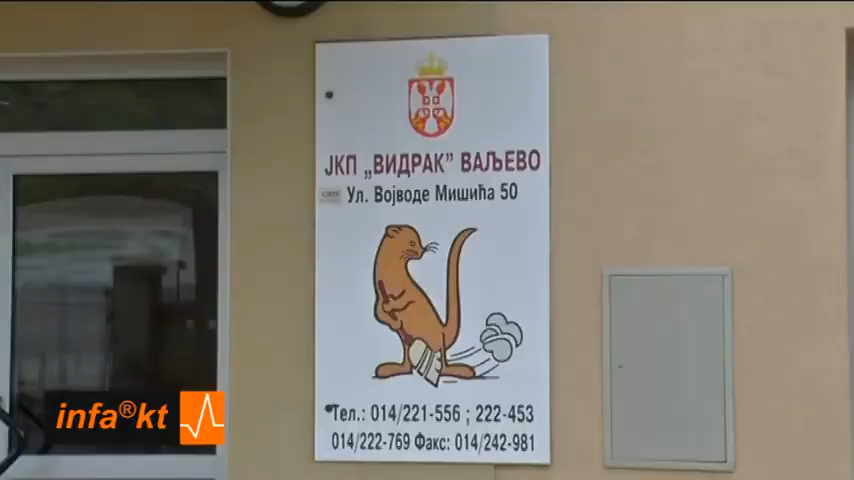 ЈКП „ВИДРАК” ВАЉЕВО
Ул. Војводе Мишића 50
Тел.: 014/221-556 ; 222-453
014/222-769 Факс: 014/242-981
infa®kt